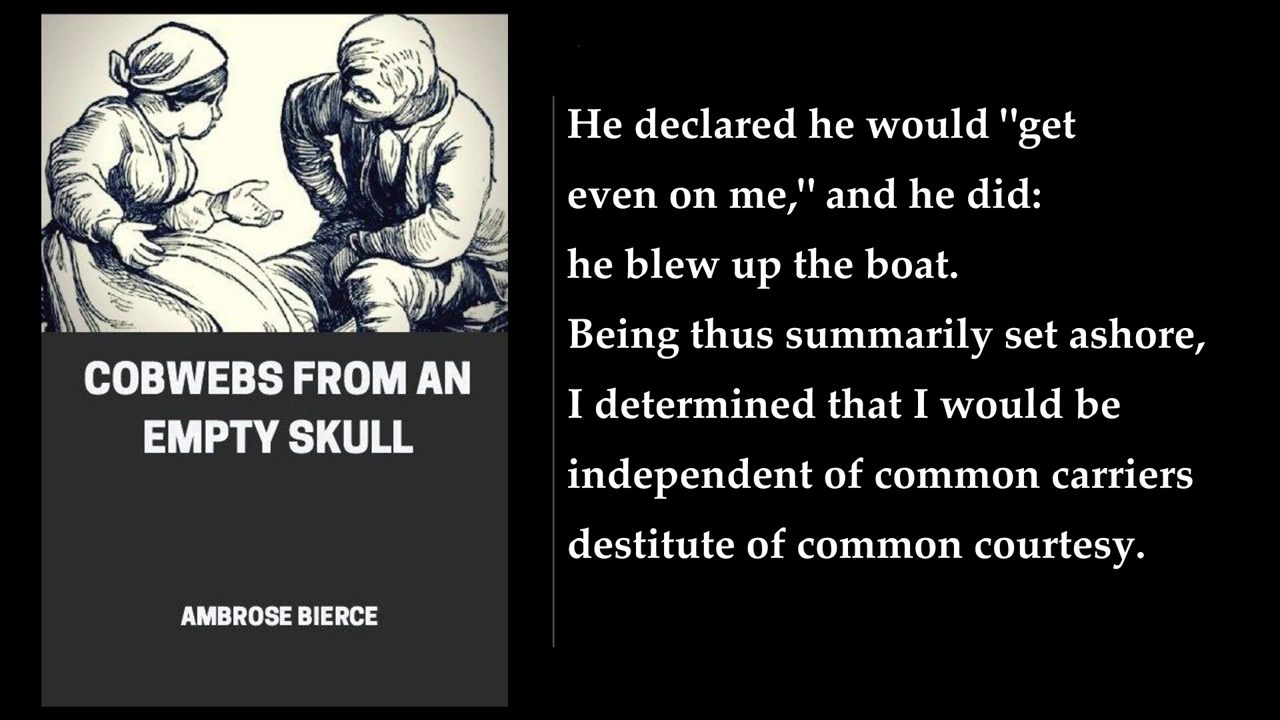 COBWEBS FROM AN
EMPTY SKULL
AMBROSE BIERCE
He declared he would "get
even on me," and he did:
he blew up the boat.
Being thus summarily set ashore,
I determined that I would be
independent of common carriers
destitute of common courtesy.